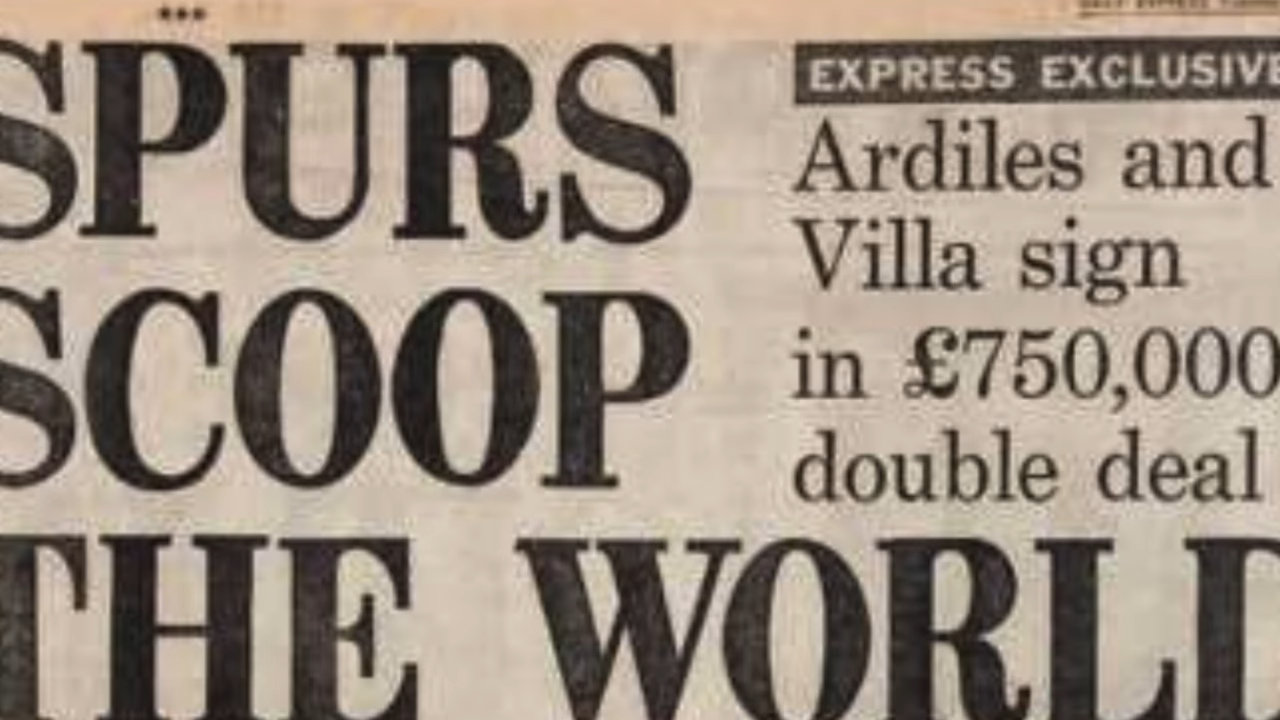 SPURS
SCOOP
THE WORLD
EXPRESS EXCLUSIVE
Ardiles and
Villa sign
in £750,000
double deal